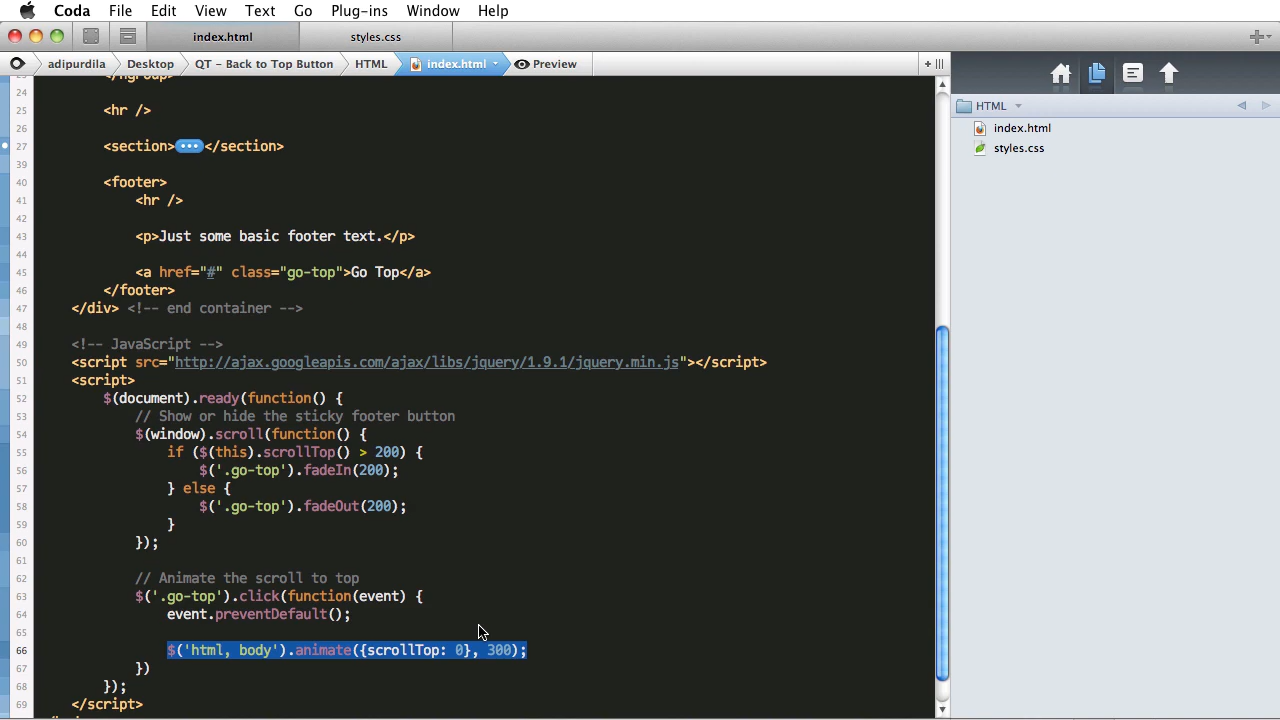 Coda File Edit View Text Go Plug-ins Window Help
index.html styles.css
adipurdila Desktop QT - Back to Top Button HTML index.html Preview
HTML
index.html
styles.css
23 </hgroup>
24
25 <hr />
26
27 <section>•••</section>
39
40 <footer>
41 <hr />
42
43 <p>Just some basic footer text.</p>
44
45 <a href="#" class="go-top">Go Top</a>
46 </footer>
47 </div> <!-- end container -->
48
49 <!-- JavaScript -->
50 <script src="http://ajax.googleapis.com/ajax/libs/jquery/1.9.1/jquery.min.js"></script>
51 <script>
52 $(document).ready(function() {
53 // Show or hide the sticky footer button
54 $(window).scroll(function() {
55 if ($(this).scrollTop() > 200) {
56 $('.go-top').fadeIn(200);
57 } else {
58 $('.go-top').fadeOut(200);
59 }
60 });
61
62 // Animate the scroll to top
63 $('.go-top').click(function(event) {
64 event.preventDefault();
65
66 $('html, body').animate({scrollTop: 0}, 300);
67 })
68 });
69 </script>